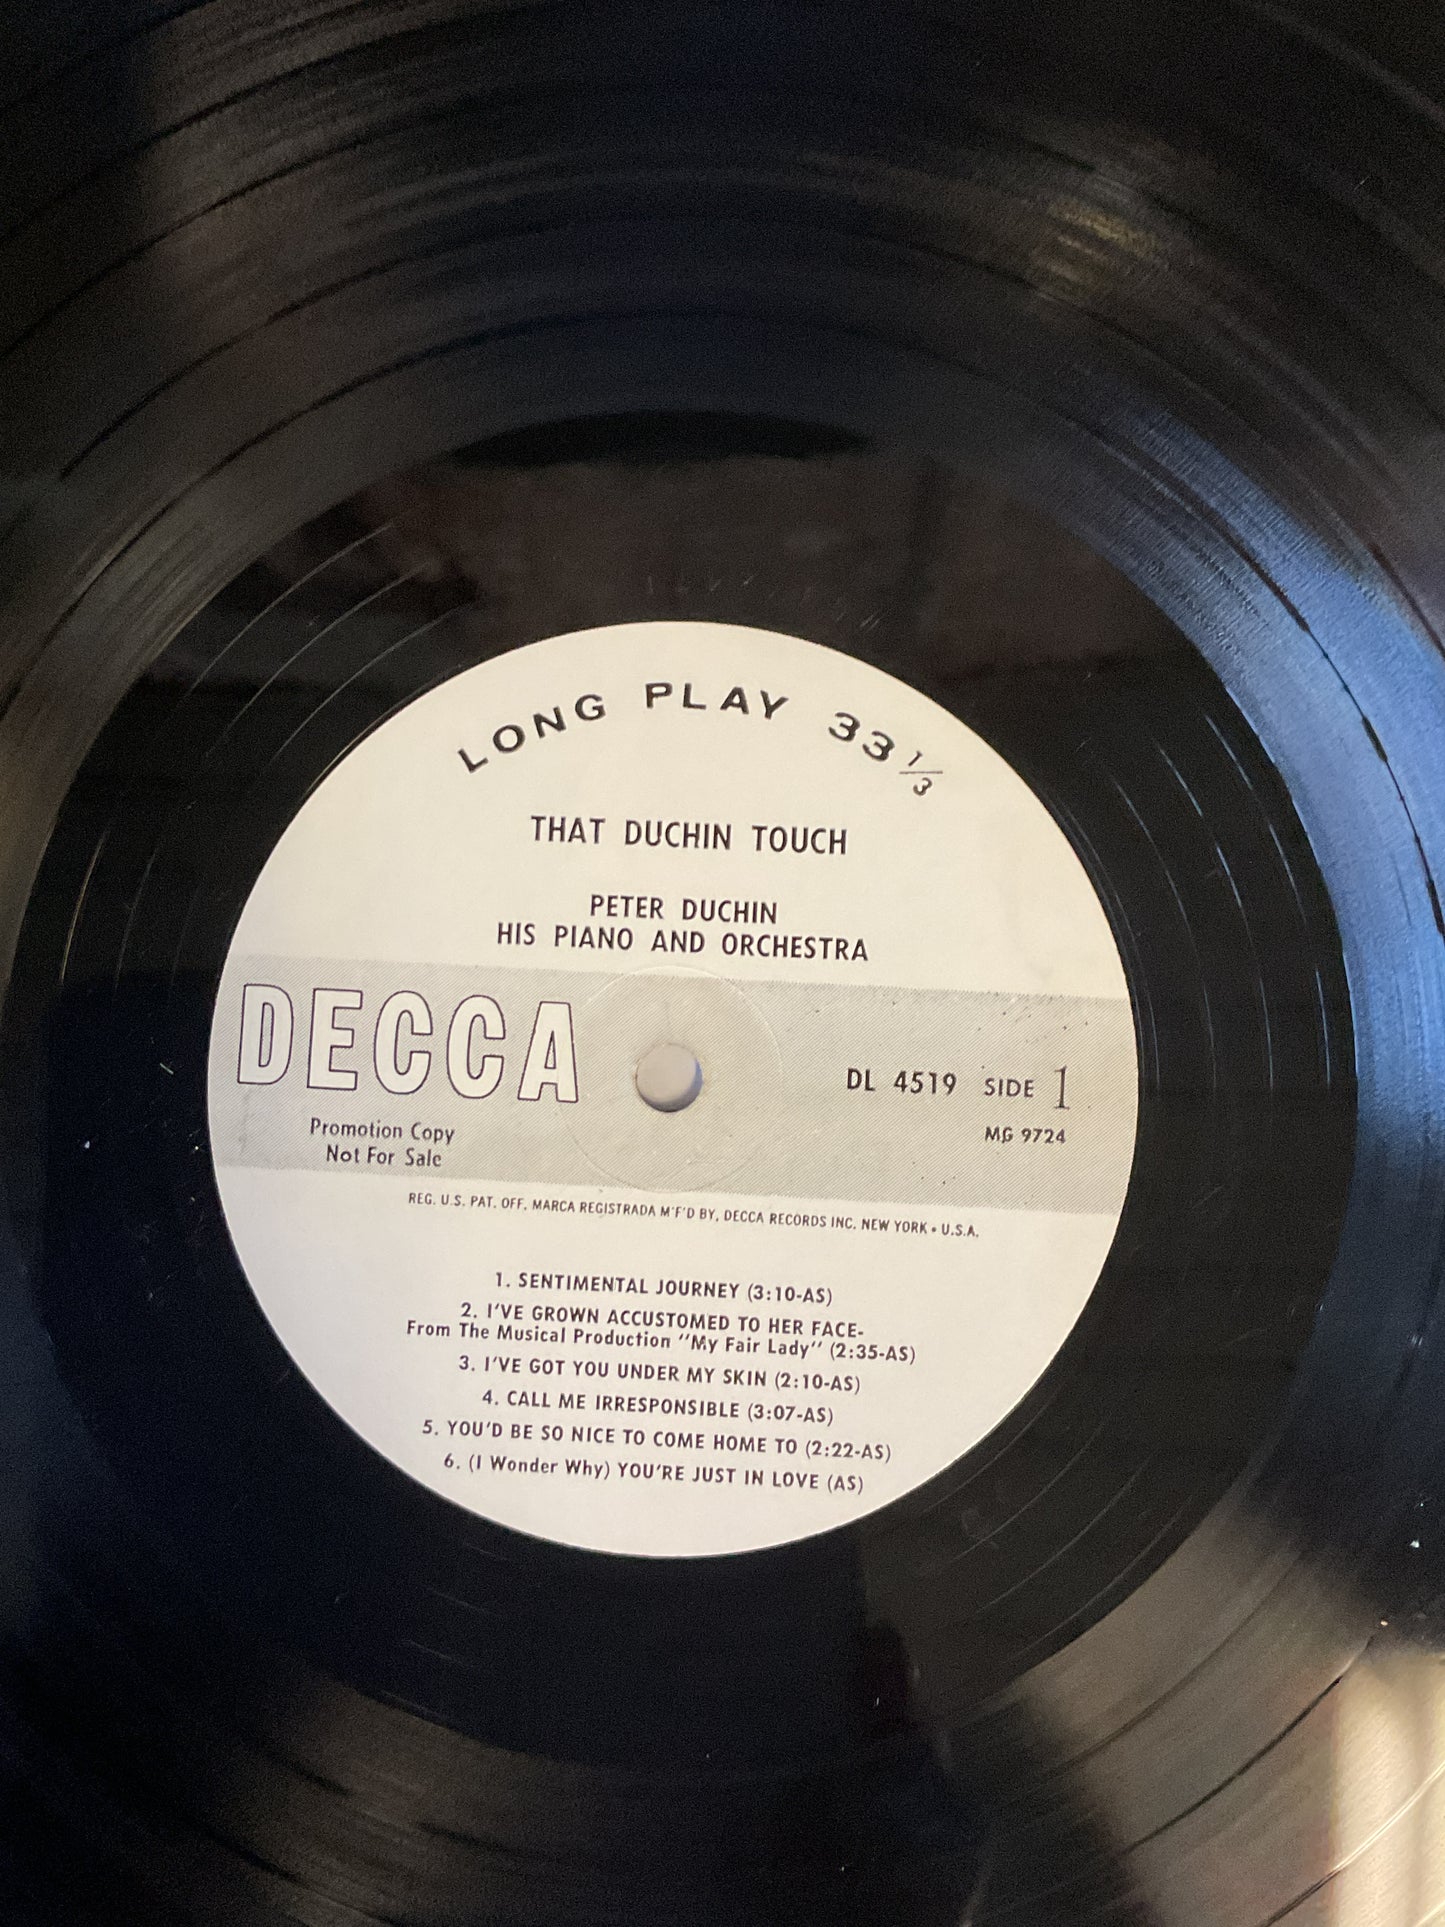 LONG PLAY 33 1/3
THAT DUCHIN TOUCH
PETER DUCHIN
HIS PIANO AND ORCHESTRA
DECCA
DL 4519 SIDE 1
MG 9724
Promotion Copy
Not For Sale
REG. U.S. PAT. OFF. MARCA REGISTRADA M'F'D BY, DECCA RECORDS INC. NEW YORK • U.S.A.
1. SENTIMENTAL JOURNEY (3:10-AS)
2. I'VE GROWN ACCUSTOMED TO HER FACE-
From The Musical Production "My Fair Lady" (2:35-AS)
3. I'VE GOT YOU UNDER MY SKIN (2:10-AS)
4. CALL ME IRRESPONSIBLE (3:07-AS)
5. YOU'D BE SO NICE TO COME HOME TO (2:22-AS)
6. (I Wonder Why) YOU'RE JUST IN LOVE (AS)